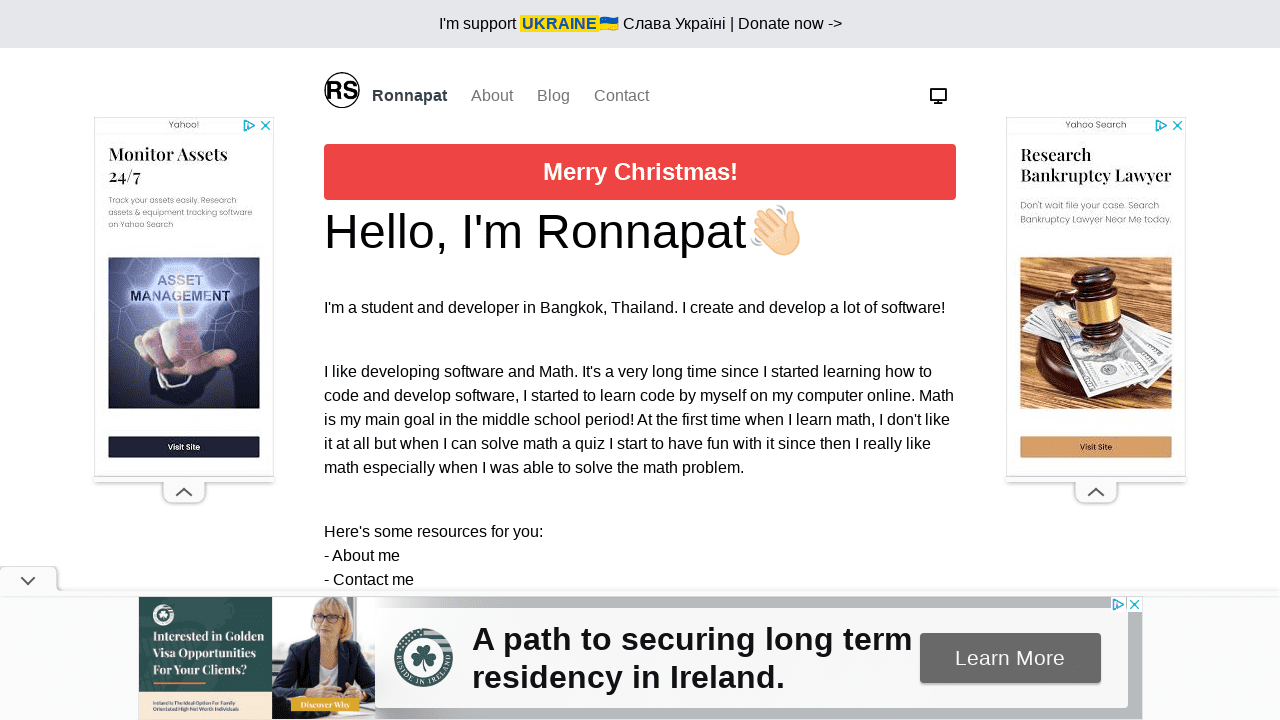 I'm support UKRAINE🇺🇦 Слава Україні | Donate now ->
RS Ronnapat About Blog Contact
Merry Christmas!
Hello, I'm Ronnapat👋🏻
I'm a student and developer in Bangkok, Thailand. I create and develop a lot of software!
I like developing software and Math. It's a very long time since I started learning how to
code and develop software, I started to learn code by myself on my computer online. Math
is my main goal in the middle school period! At the first time when I learn math, I don't like
it at all but when I can solve math a quiz I start to have fun with it since then I really like
math especially when I was able to solve the math problem.
Here's some resources for you:
- About me
- Contact me
Yahoo!
Monitor Assets
24/7
Track your assets easily. Research
assets & equipment tracking software
on Yahoo Search
ASSET
MANAGEMENT
Visit Site
Yahoo Search
Research
Bankruptcy Lawyer
Don't wait file your case. Search
Bankruptcy Lawyer Near Me today.
Visit Site
Interested in Golden
Visa Opportunities
For Your Clients?
Ireland Is The Ideal Option For Family
Orientated High Net Worth Individuals
Discover Why
RESIDE IN IRELAND
A path to securing long term
residency in Ireland.
Learn More